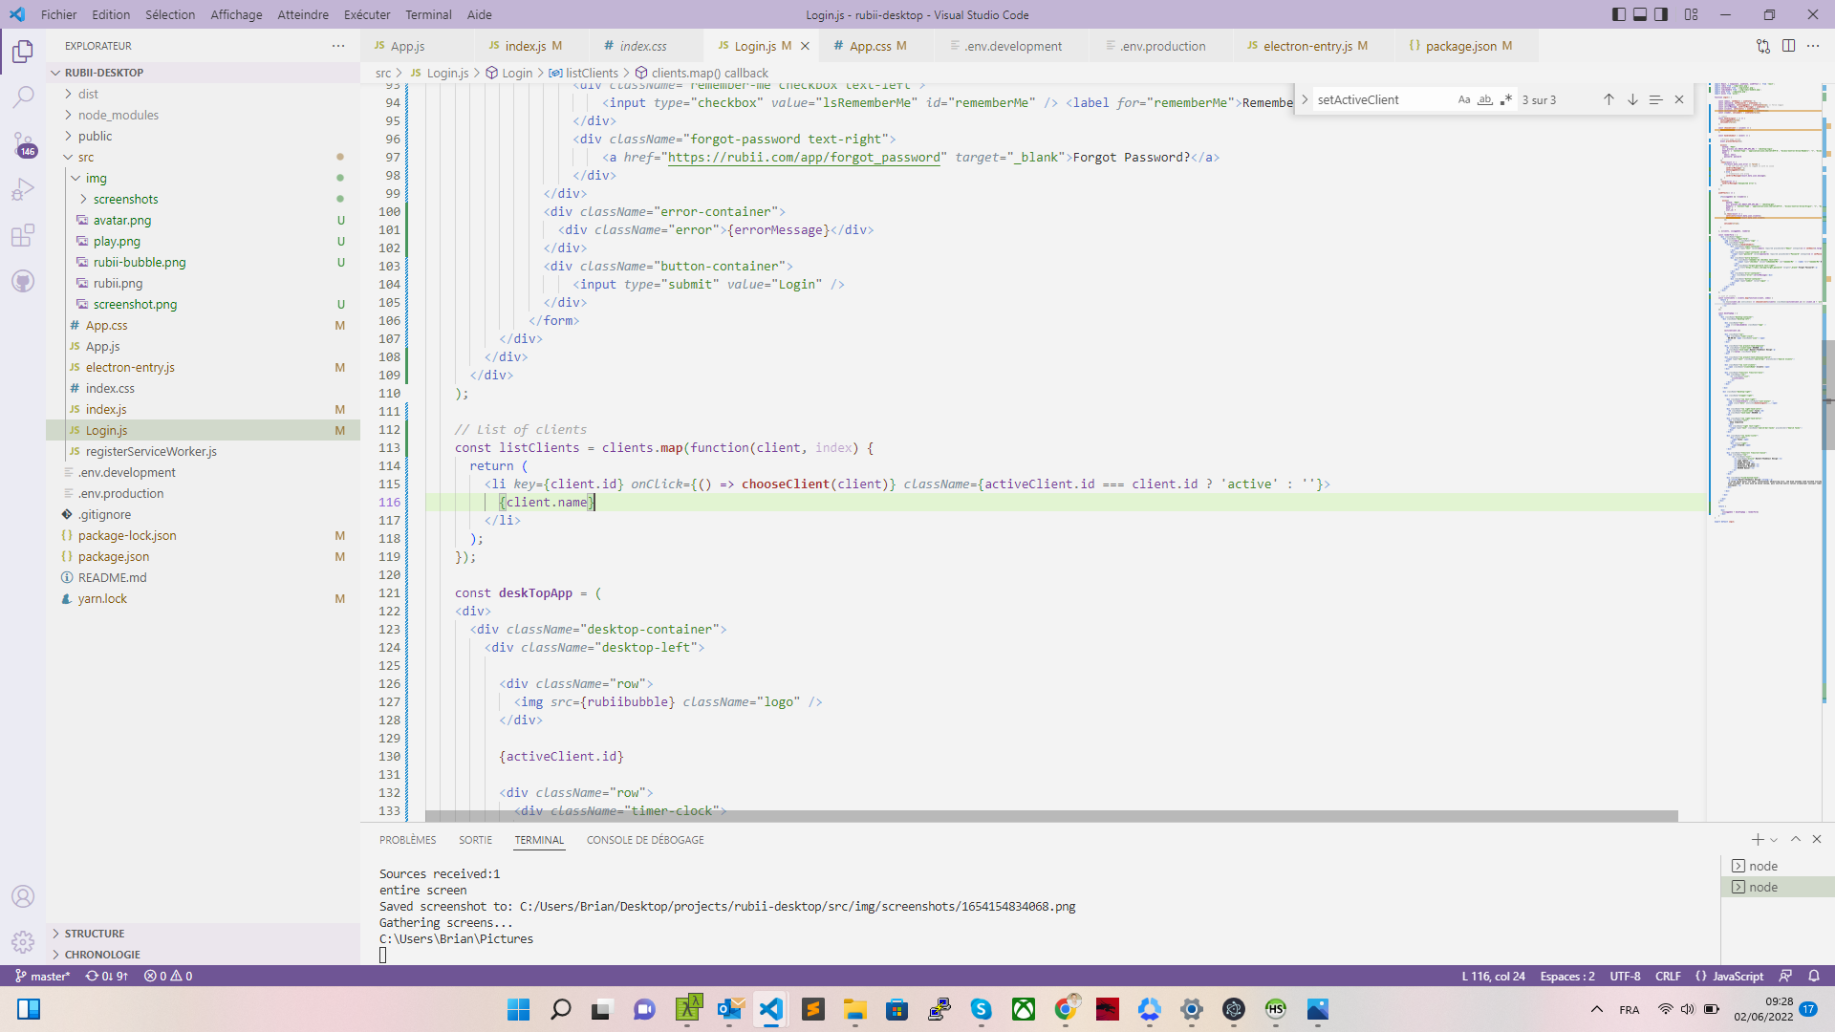 Fichier Edition Sélection Affichage Atteindre Exécuter Terminal Aide
Login.js - rubii-desktop - Visual Studio Code
EXPLORATEUR
App.js
index.js M
index.css
Login.js M
App.css M
.env.development
.env.production
electron-entry.js M
package.json M
RUBII-DESKTOP
dist
node_modules
public
src
img
screenshots
avatar.png U
play.png U
rubii-bubble.png U
rubii.png
screenshot.png U
App.css M
App.js
electron-entry.js M
index.css
index.js M
Login.js M
registerServiceWorker.js
.env.development
.env.production
.gitignore
package-lock.json M
package.json M
README.md
yarn.lock M
STRUCTURE
CHRONOLOGIE
146
src > Login.js > Login > listClients > clients.map() callback
setActiveClient
Aa ab
3 sur 3
93 <div className="remember-me checkbox text-left">
94 <input type="checkbox" value="lsRememberMe" id="rememberMe" /> <label for="rememberMe">Remembe
95 </div>
96 <div className="forgot-password text-right">
97 <a href="https://rubii.com/app/forgot_password" target="_blank">Forgot Password?</a>
98 </div>
99 </div>
100 <div className="error-container">
101 <div className="error">{errorMessage}</div>
102 </div>
103 <div className="button-container">
104 <input type="submit" value="Login" />
105 </div>
106 </form>
107 </div>
108 </div>
109 </div>
110 );
111
112 // List of clients
113 const listClients = clients.map(function(client, index) {
114 return (
115 <li key={client.id} onClick={() => chooseClient(client)} className={activeClient.id === client.id ? 'active' : ''}>
116 {client.name}
117 </li>
118 );
119 });
120
121 const deskTopApp = (
122 <div>
123 <div className="desktop-container">
124 <div className="desktop-left">
125
126 <div className="row">
127 <img src={rubiibubble} className="logo" />
128 </div>
129
130 {activeClient.id}
131
132 <div className="row">
133 <div className="timer-clock">
PROBLÈMES SORTIE TERMINAL CONSOLE DE DÉBOGAGE
Sources received:1
entire screen
Saved screenshot to: C:/Users/Brian/Desktop/projects/rubii-desktop/src/img/screenshots/1654154834068.png
Gathering screens...
C:\Users\Brian\Pictures
node
node
master* 0↓ 9↑ 0 0
L 116, col 24 Espaces : 2 UTF-8 CRLF {} JavaScript
FRA
09:28
02/06/2022
17